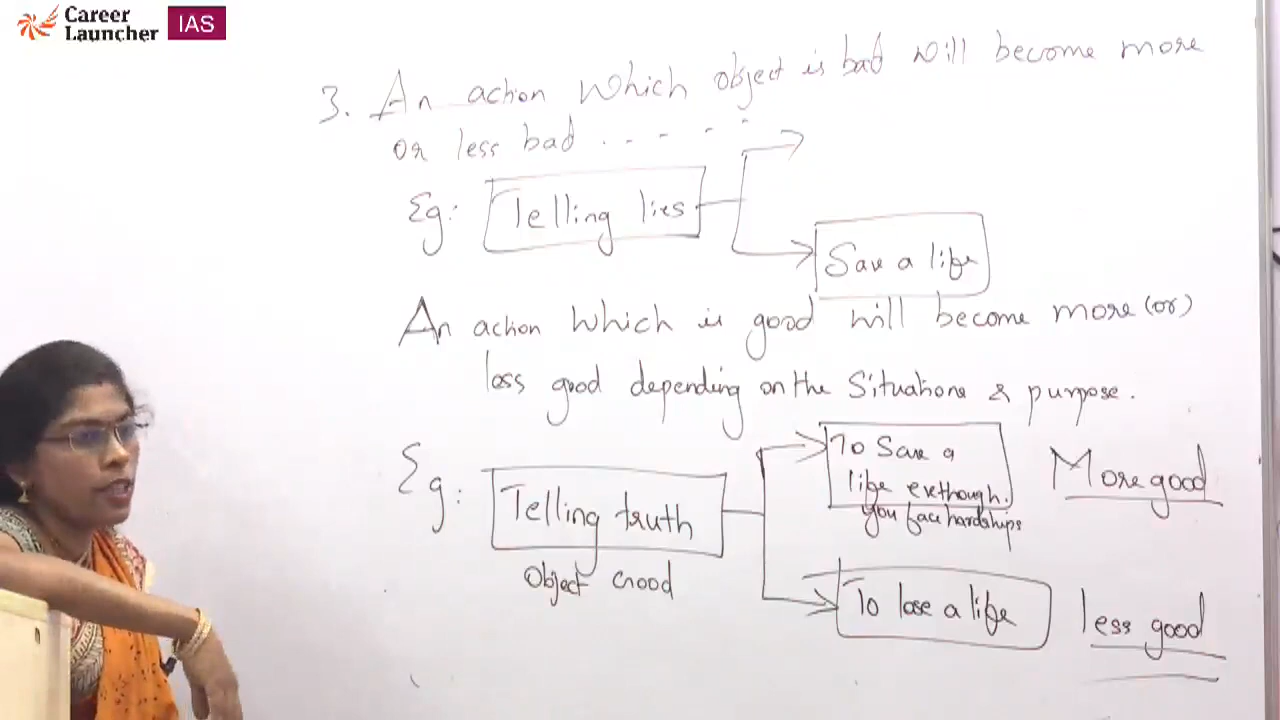 Career Launcher IAS
3. An action which object is bad will become more
or less bad . . . . . .
Eg: Telling lies
Save a life
An action which is good will become more (or)
less good depending on the Situations & purpose.
Eg: Telling truth
Object Good
To Save a
life eventhough.
you face hardships
More good
To lose a life
less good